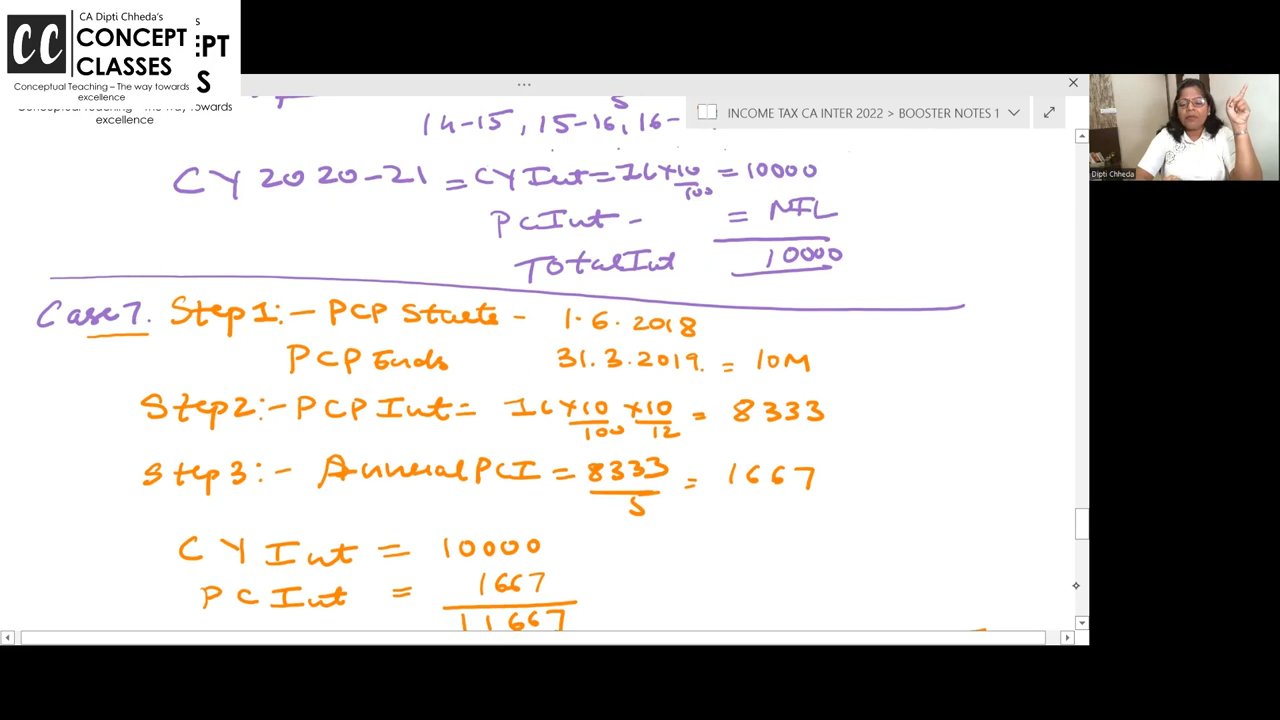 CA Dipti Chheda's
CONCEPT
CLASSES
Conceptual Teaching – The way towards
excellence
owards
excellence
INCOME TAX CA INTER 2022 > BOOSTER NOTES 1
14-15, 15-16, 16-
CY 2020-21 = CY Int = 1L × 10/100 = 10000
PC Int - = NIL
Total Int 10000
Case 7. Step 1:- PCP Starts - 1.6.2018
PCP Ends 31.3.2019. = 10M
Step 2:- PCP Int = 1L × 10/100 × 10/12 = 8333
Step 3:- Annual PCI = 8333/5 = 1667
CY Int = 10000
PC Int = 1667
11667
Dipti Chheda